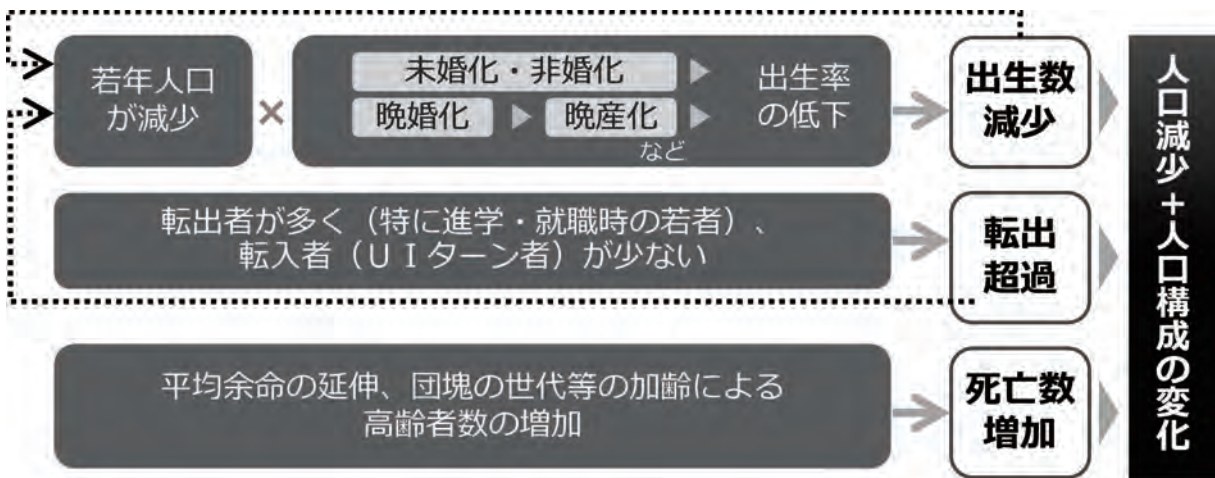 若年人口
が減少
×
未婚化・非婚化
晩婚化
晩産化
など
出生率
の低下
出生数
減少
転出者が多く（特に進学・就職時の若者）、
転入者（ＵＩターン者）が少ない
転出
超過
平均余命の延伸、団塊の世代等の加齢による
高齢者数の増加
死亡数
増加
人口減少＋人口構成の変化